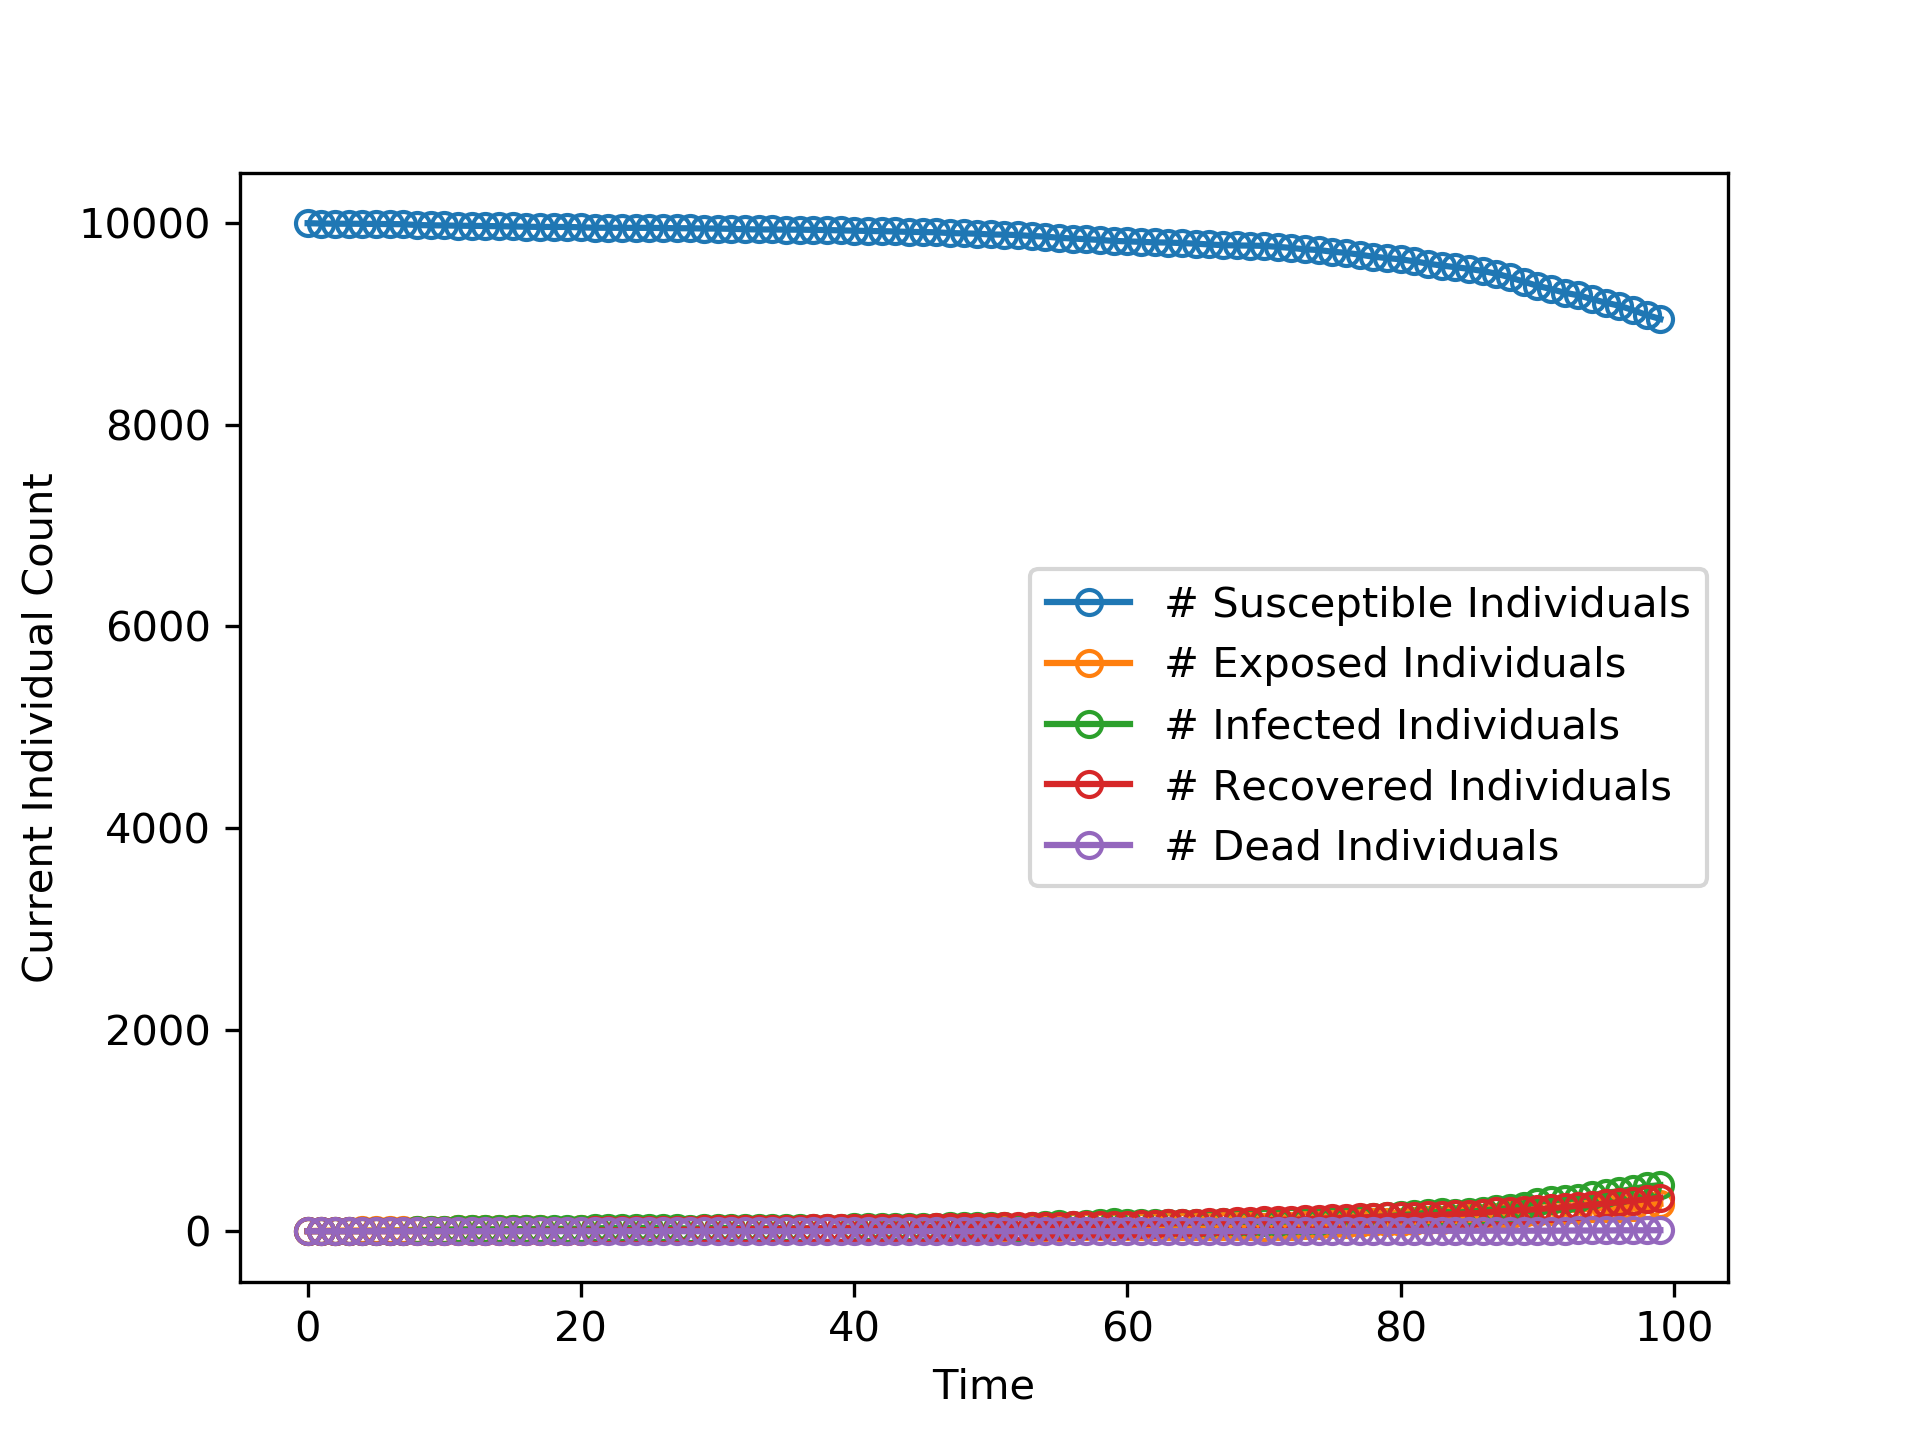 10000
8000
6000
4000
2000
0
Current Individual Count
# Susceptible Individuals
# Exposed Individuals
# Infected Individuals
# Recovered Individuals
# Dead Individuals
0 20 40 60 80 100
Time